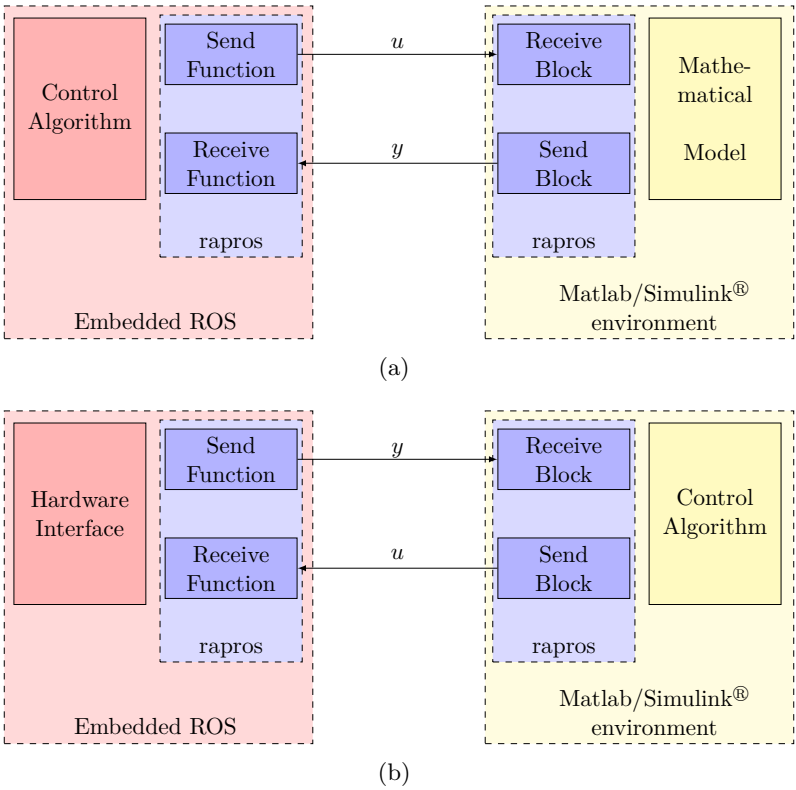 Control
Algorithm
Send
Function
Receive
Function
rapros
Embedded ROS
u
y
Receive
Block
Send
Block
rapros
Mathe-
matical
Model
Matlab/Simulink®
environment
(a)
Hardware
Interface
Send
Function
Receive
Function
rapros
Embedded ROS
y
u
Receive
Block
Send
Block
rapros
Control
Algorithm
Matlab/Simulink®
environment
(b)